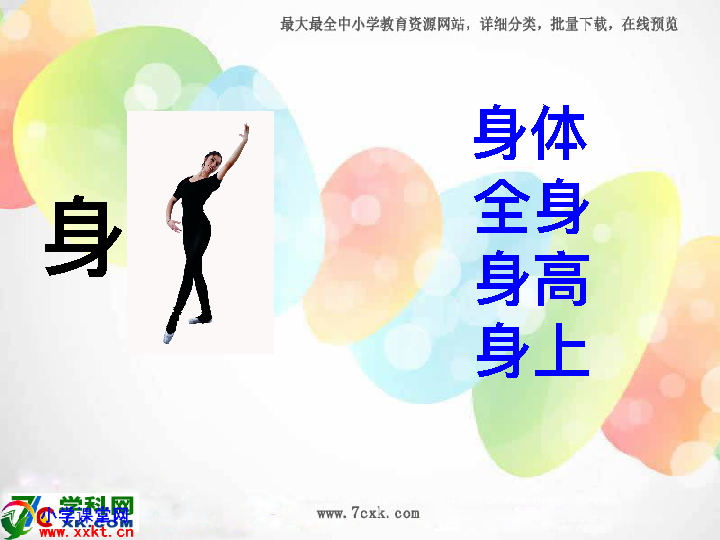 最大最全中小学教育资源网站，详细分类，批量下载，在线预览
身
身体
全身
身高
身上
学科网
小学课堂网
www.xxkt.cn
www.7cxk.com